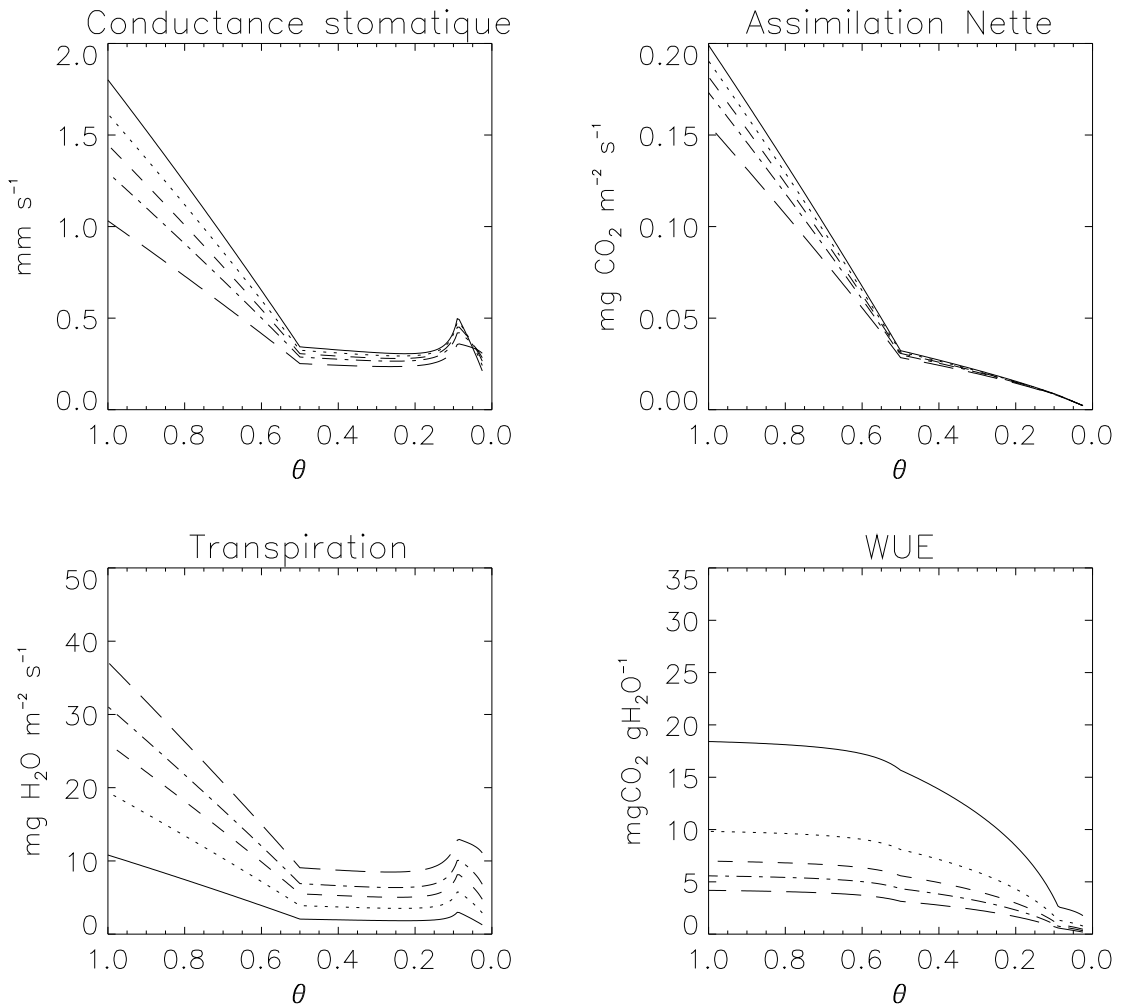 Conductance stomatique
2.0
1.5
1.0
0.5
0.0
mm s⁻¹
1.0 0.8 0.6 0.4 0.2 0.0
θ
Assimilation Nette
0.20
0.15
0.10
0.05
0.00
mg CO₂ m⁻² s⁻¹
1.0 0.8 0.6 0.4 0.2 0.0
θ
Transpiration
50
40
30
20
10
0
mg H₂O m⁻² s⁻¹
1.0 0.8 0.6 0.4 0.2 0.0
θ
WUE
35
30
25
20
15
10
5
0
mgCO₂ gH₂O⁻¹
1.0 0.8 0.6 0.4 0.2 0.0
θ